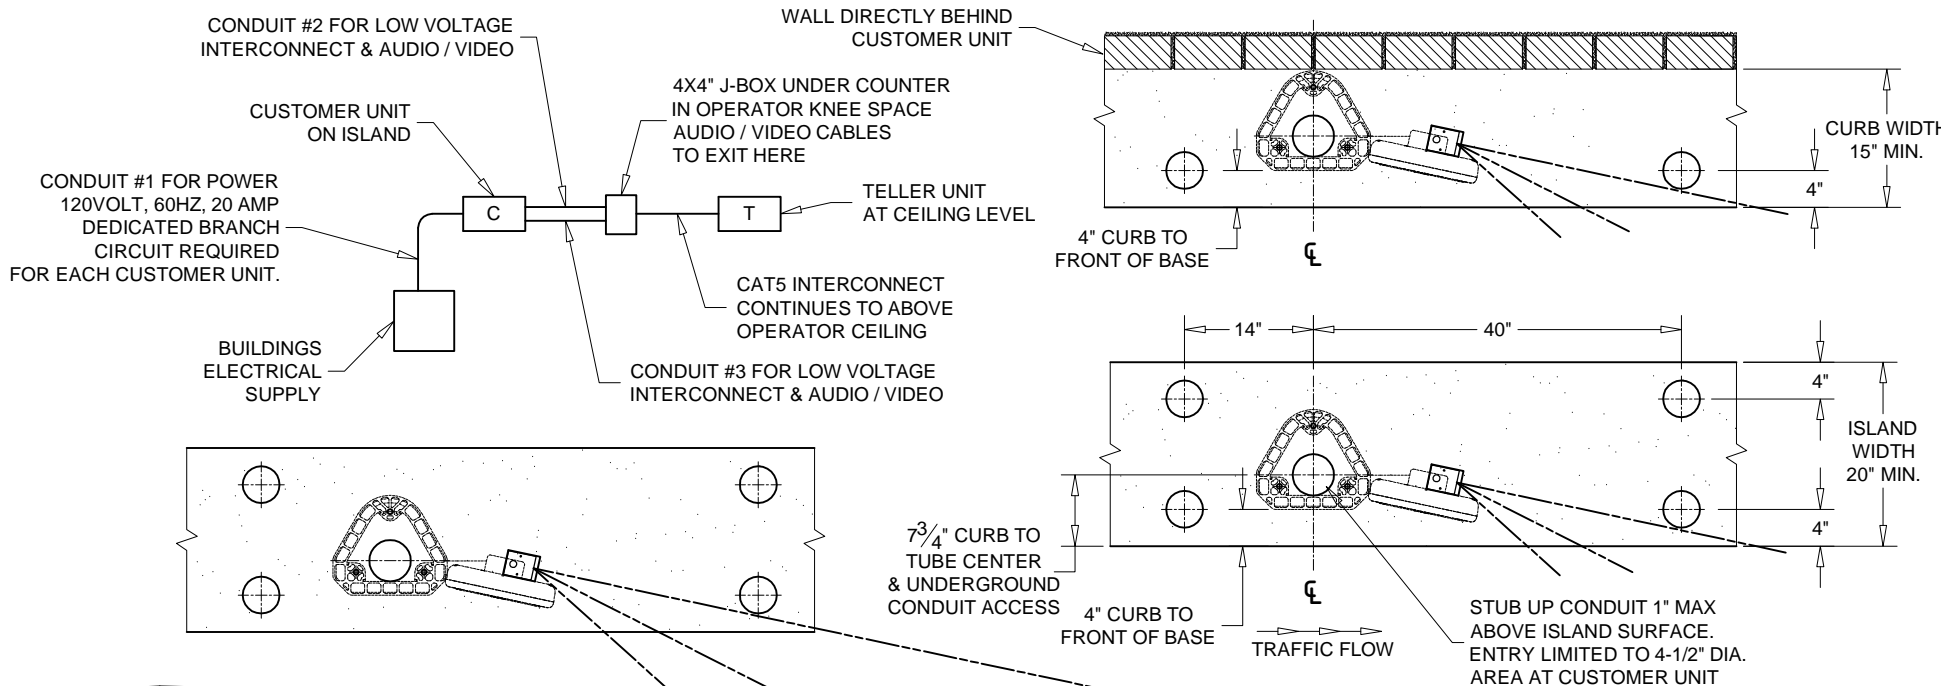 CONDUIT #2 FOR LOW VOLTAGE
INTERCONNECT & AUDIO / VIDEO
CUSTOMER UNIT
ON ISLAND
4X4" J-BOX UNDER COUNTER
IN OPERATOR KNEE SPACE
AUDIO / VIDEO CABLES
TO EXIT HERE
CONDUIT #1 FOR POWER
120VOLT, 60HZ, 20 AMP
DEDICATED BRANCH
CIRCUIT REQUIRED
FOR EACH CUSTOMER UNIT.
C
T
TELLER UNIT
AT CEILING LEVEL
CAT5 INTERCONNECT
CONTINUES TO ABOVE
OPERATOR CEILING
BUILDINGS
ELECTRICAL
SUPPLY
CONDUIT #3 FOR LOW VOLTAGE
INTERCONNECT & AUDIO / VIDEO
WALL DIRECTLY BEHIND
CUSTOMER UNIT
CURB WIDTH
15" MIN.
4"
4" CURB TO
FRONT OF BASE
℄
14"
40"
4"
ISLAND
WIDTH
20" MIN.
4"
7 3/4" CURB TO
TUBE CENTER
& UNDERGROUND
CONDUIT ACCESS
4" CURB TO
FRONT OF BASE
℄
TRAFFIC FLOW
STUB UP CONDUIT 1" MAX
ABOVE ISLAND SURFACE.
ENTRY LIMITED TO 4-1/2" DIA.
AREA AT CUSTOMER UNIT